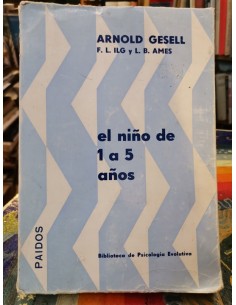 ARNOLD GESELL
F. L. ILG y L. B. AMES
el niño de
1 a 5
años
Biblioteca de Psicología Evolutiva
PAIDOS